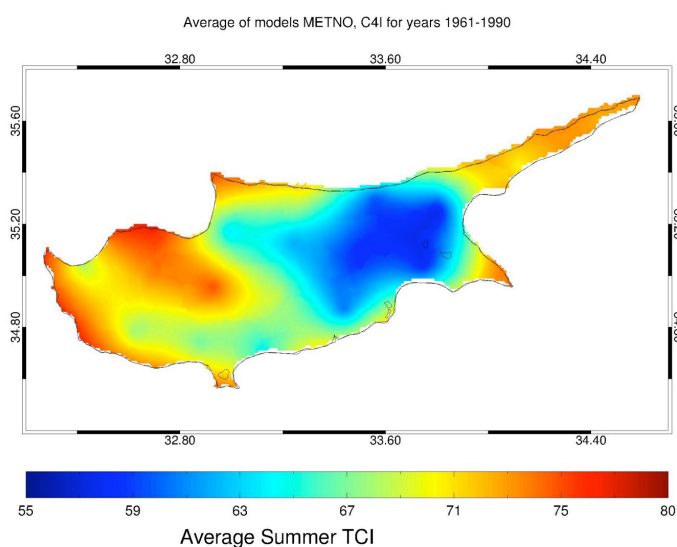 Average of models METNO, C4I for years 1961-1990
32.80 33.60 34.40
35.60
35.20
34.80
32.80 33.60 34.40
55 59 63 67 71 75 80
Average Summer TCI